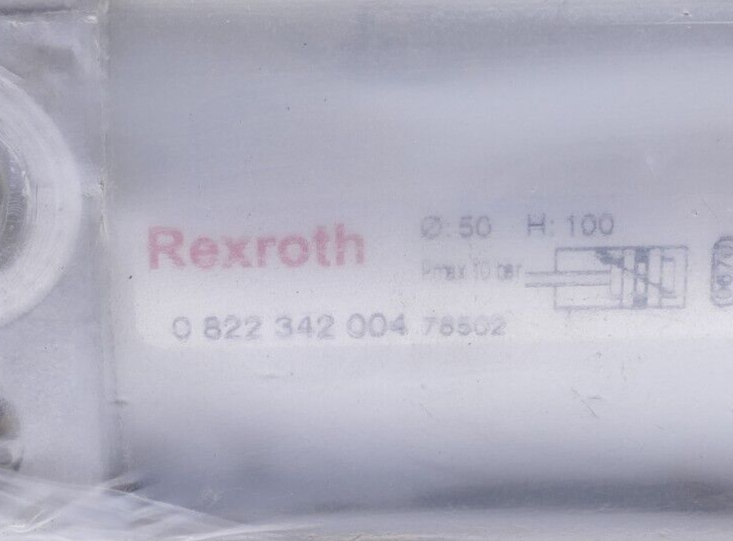 Ø: 50 H: 100
Rexroth
Pmax 10 bar
0 822 342 004 78502